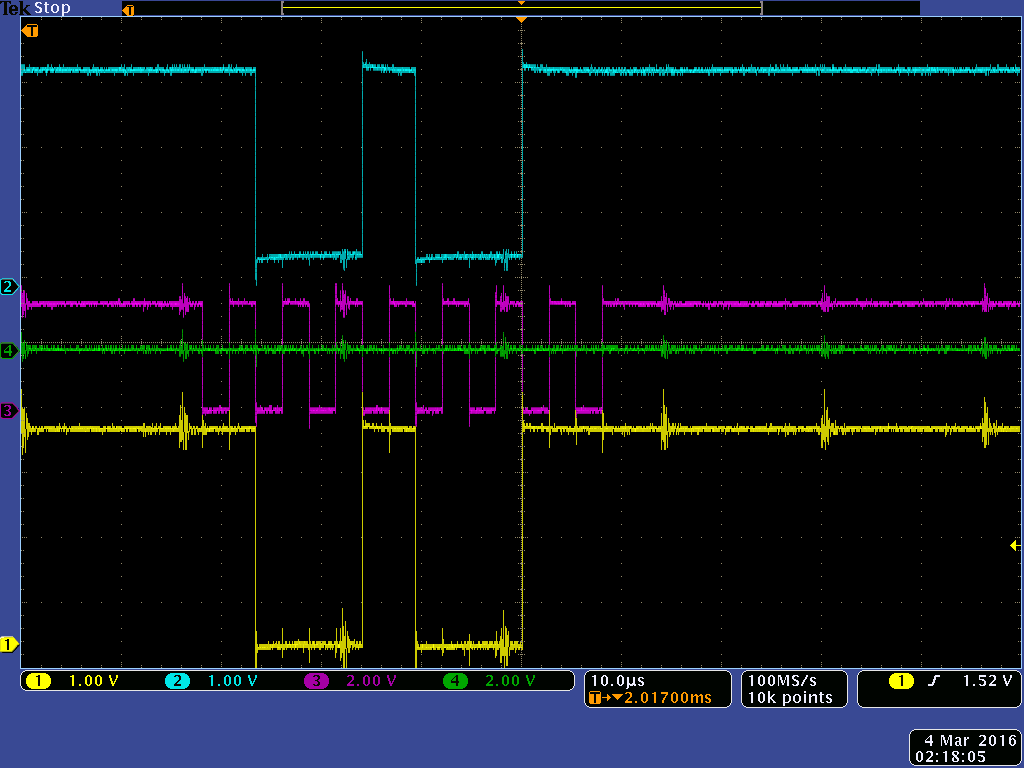 Tek Stop
T
T
2
4
3
1
1 1.00 V 2 1.00 V 3 2.00 V 4 2.00 V
10.0µs
T→▼2.01700ms
100MS/s
10k points
1 1.52 V
4 Mar 2016
02:18:05